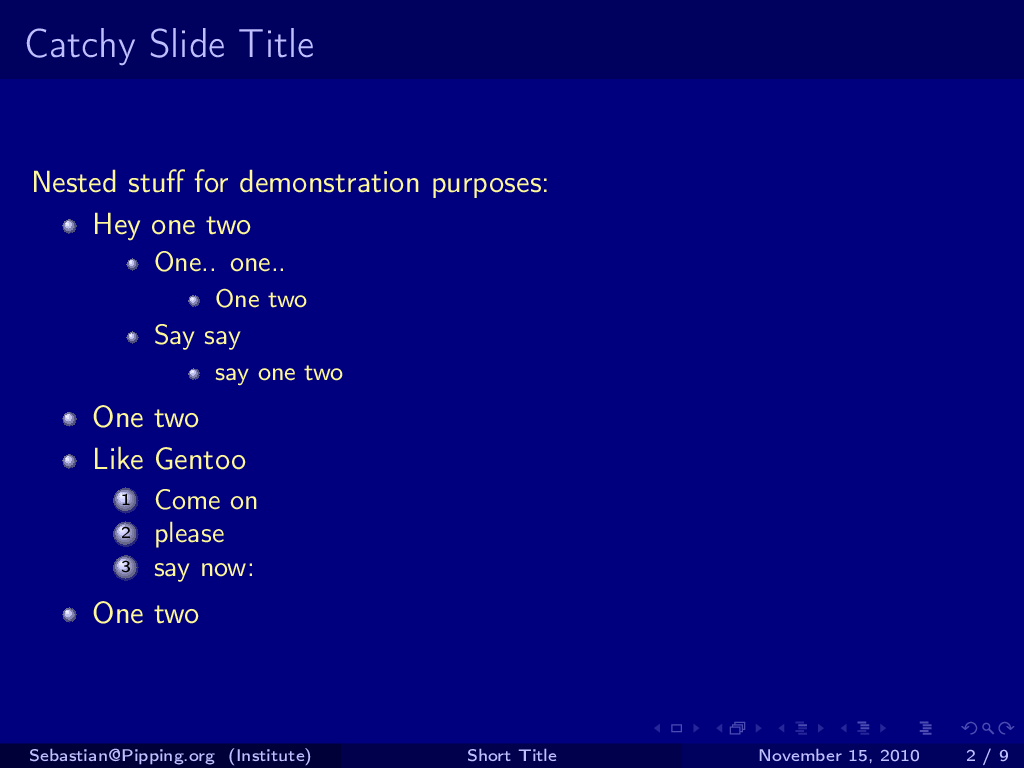 Catchy Slide Title
Nested stuff for demonstration purposes:
Hey one two
One.. one..
One two
Say say
say one two
One two
Like Gentoo
1 Come on
2 please
3 say now:
One two
Sebastian@Pipping.org (Institute) Short Title November 15, 2010 2 / 9